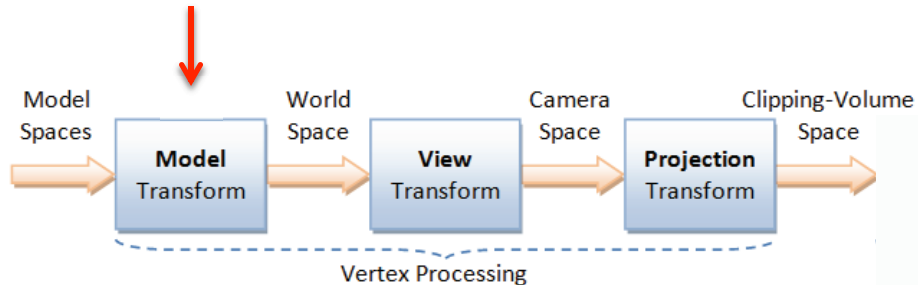 Model
Spaces
Model
Transform
World
Space
View
Transform
Camera
Space
Projection
Transform
Clipping-Volume
Space
Vertex Processing